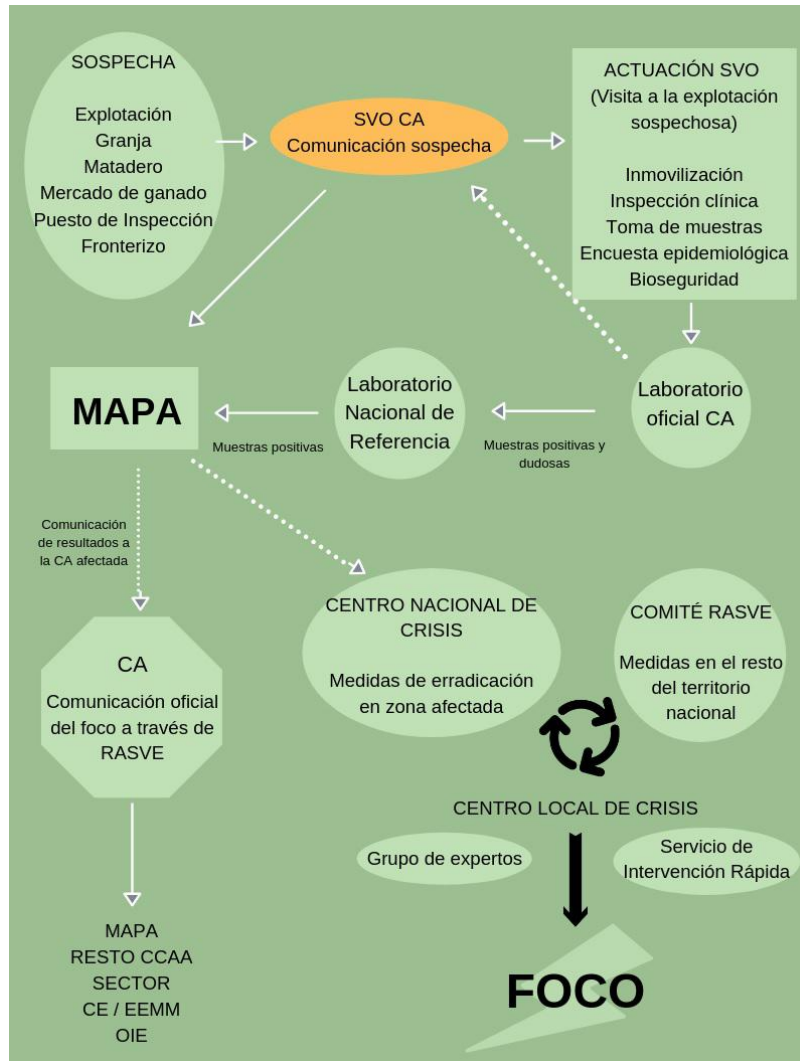 SOSPECHA
Explotación
Granja
Matadero
Mercado de ganado
Puesto de Inspección
Fronterizo
SVO CA
Comunicación sospecha
ACTUACIÓN SVO
(Visita a la explotación
sospechosa)
Inmovilización
Inspección clínica
Toma de muestras
Encuesta epidemiológica
Bioseguridad
MAPA
Muestras positivas
Laboratorio
Nacional de
Referencia
Muestras positivas y
dudosas
Laboratorio
oficial CA
Comunicación
de resultados a
la CA afectada
CA
Comunicación oficial
del foco a través de
RASVE
CENTRO NACIONAL DE
CRISIS
Medidas de erradicación
en zona afectada
COMITÉ RASVE
Medidas en el resto
del territorio
nacional
CENTRO LOCAL DE CRISIS
Grupo de expertos
Servicio de
Intervención Rápida
MAPA
RESTO CCAA
SECTOR
CE / EEMM
OIE
FOCO